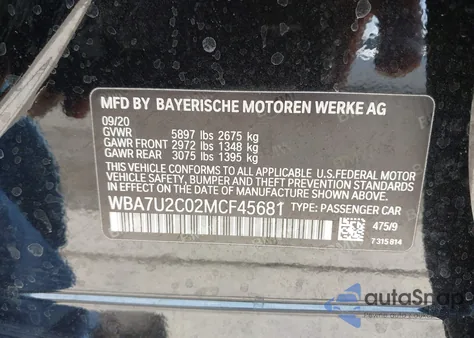 MFD BY BAYERISCHE MOTOREN WERKE AG
09/20
GVWR 5897 lbs 2675 kg
GAWR FRONT 2972 lbs 1348 kg
GAWR REAR 3075 lbs 1395 kg
THIS VEHICLE CONFORMS TO ALL APPLICABLE U.S.FEDERAL MOTOR
VEHICLE SAFETY, BUMPER, AND THEFT PREVENTION STANDARDS IN
EFFECT ON THE DATE OF MANUFACTURE SHOWN ABOVE.
WBA7U2C02MCF45681 TYPE: PASSENGER CAR
475/9
7 315 814
autoSnap